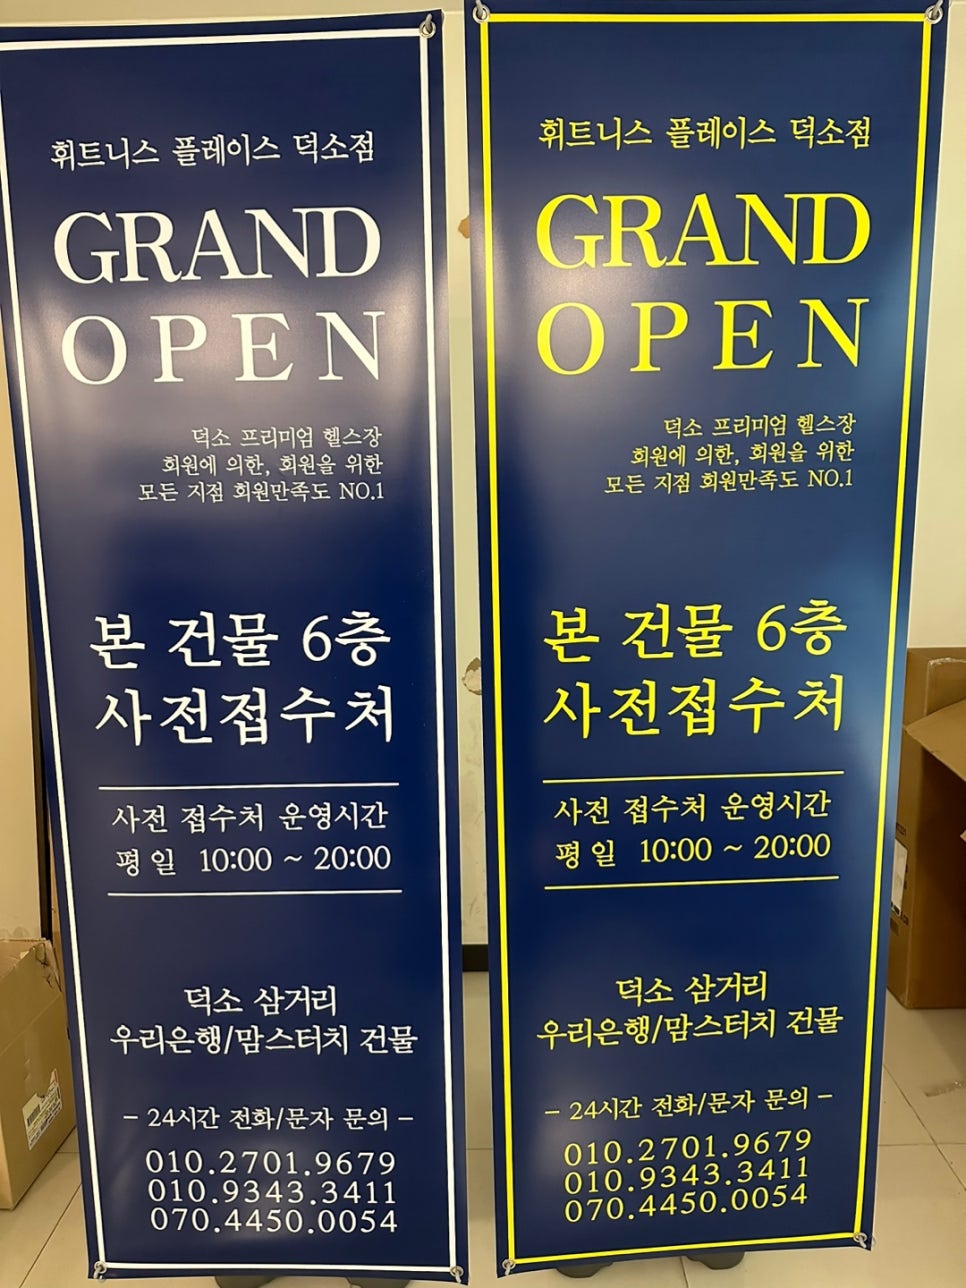 휘트니스 플레이스 덕소점
GRAND
OPEN
덕소 프리미엄 헬스장
회원에 의한, 회원을 위한
모든 지점 회원만족도 NO.1
본 건물 6층
사전접수처
사전 접수처 운영시간
평일 10:00 ~ 20:00
덕소 삼거리
우리은행/맘스터치 건물
- 24시간 전화/문자 문의 -
010.2701.9679
010.9343.3411
070.4450.0054
휘트니스 플레이스 덕소점
GRAND
OPEN
덕소 프리미엄 헬스장
회원에 의한, 회원을 위한
모든 지점 회원만족도 NO.1
본 건물 6층
사전접수처
사전 접수처 운영시간
평일 10:00 ~ 20:00
덕소 삼거리
우리은행/맘스터치 건물
- 24시간 전화/문자 문의 -
010.2701.9679
010.9343.3411
070.4450.0054